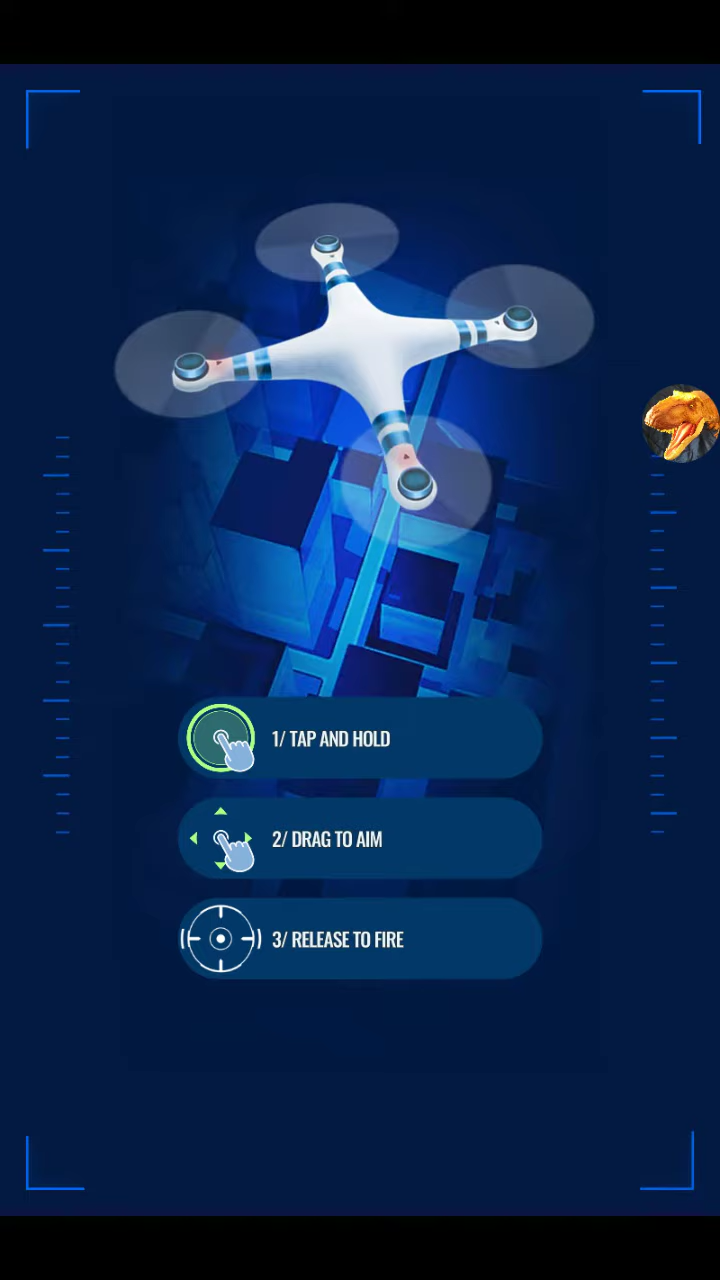 1/ TAP AND HOLD
2/ DRAG TO AIM
3/ RELEASE TO FIRE